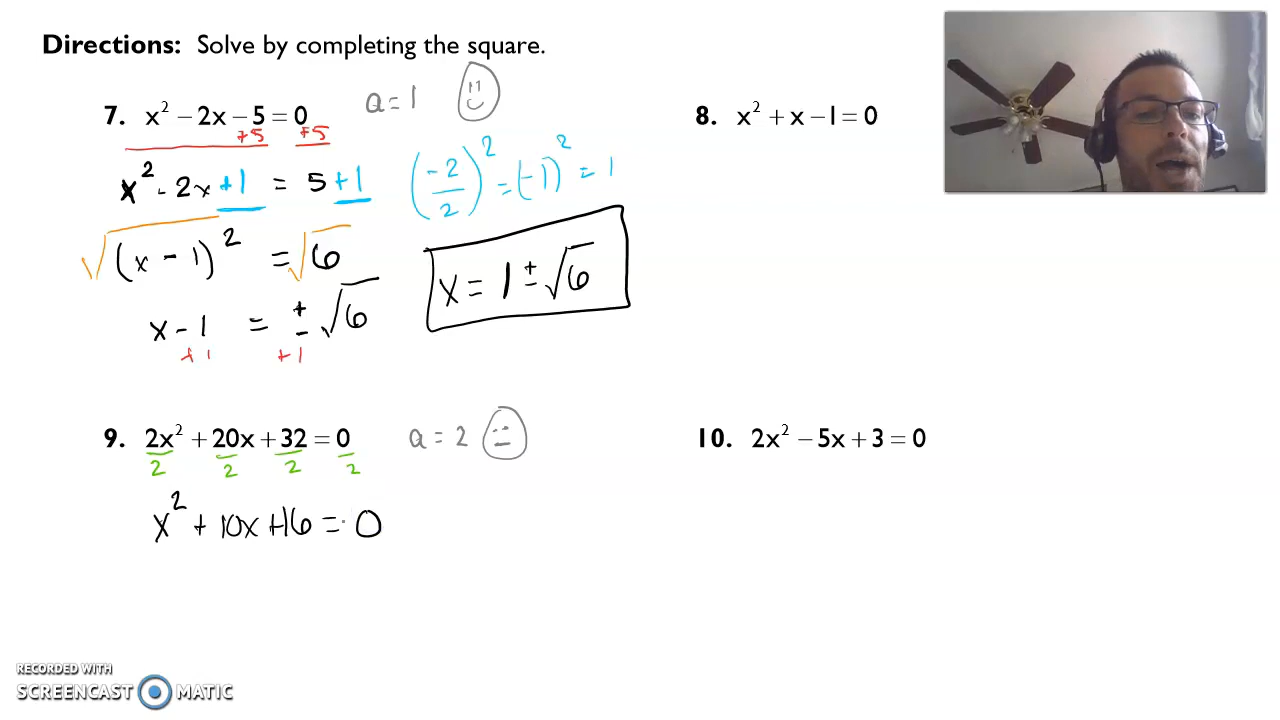 Directions: Solve by completing the square.
7. x² − 2x − 5 = 0
+5 +5
a = 1
x² - 2x +1 = 5 +1
(-2/2)² = (-1)² = 1
√(x - 1)² = √6
x - 1 = ± √6
+1 +1
x = 1 ± √6
8. x² + x − 1 = 0
9. 2x² + 20x + 32 = 0
2 2 2 2
a = 2
x² + 10x +16 = 0
10. 2x² − 5x + 3 = 0
RECORDED WITH
SCREENCAST MATIC